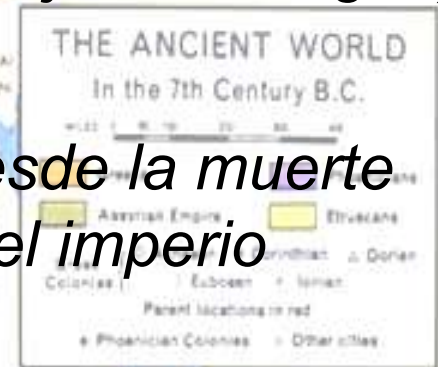 THE ANCIENT WORLD
In the 7th Century B.C.
MILES
esde la muerte
Assyrian Empire Etruscans
el imperio
Corinthian Dorian
Colonies Euboean Ionian
Parent locations in red
Phoenician Colonies Other cities